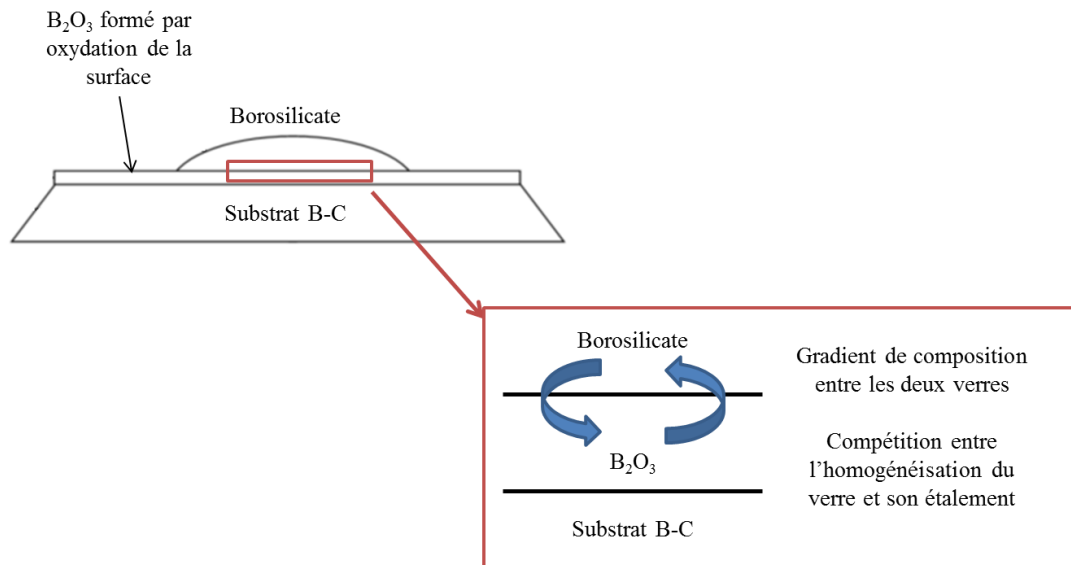 B₂O₃ formé par
oxydation de la
surface
Borosilicate
Substrat B-C
Borosilicate
B₂O₃
Substrat B-C
Gradient de composition
entre les deux verres
Compétition entre
l’homogénéisation du
verre et son étalement